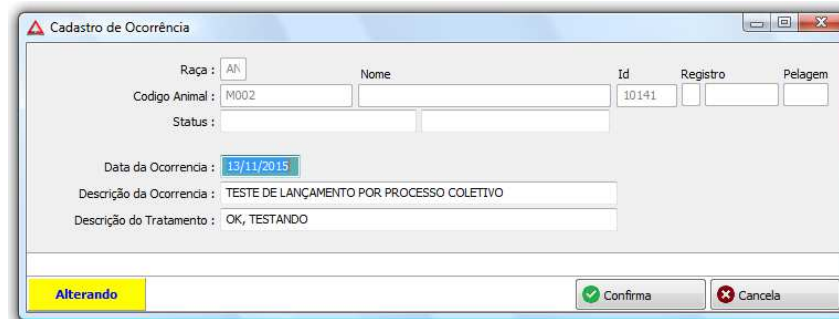 Cadastro de Ocorrência
Raça : AN
Nome Id Registro Pelagem
Codigo Animal : M002 10141
Status :
Data da Ocorrencia : 13/11/2015
Descrição da Ocorrencia : TESTE DE LANÇAMENTO POR PROCESSO COLETIVO
Descrição do Tratamento : OK, TESTANDO
Alterando Confirma Cancela